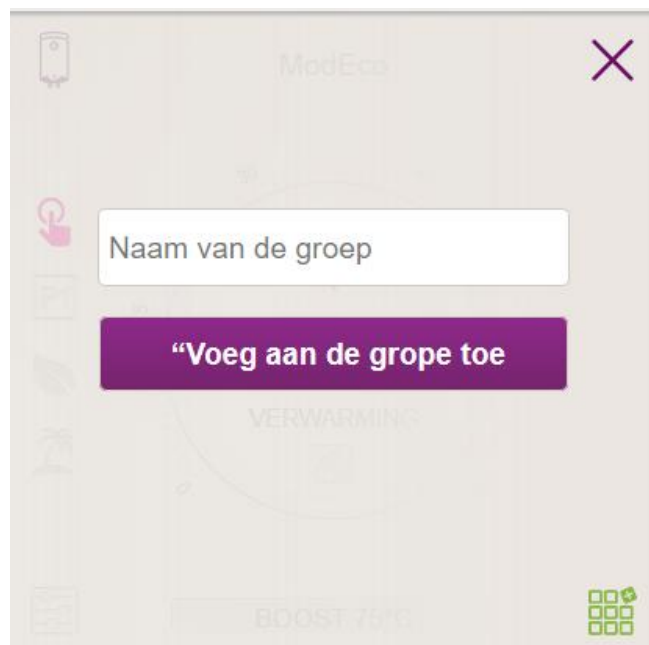 ModEco
Naam van de groep
“Voeg aan de grope toe
VERWARMING
BOOST 75°C